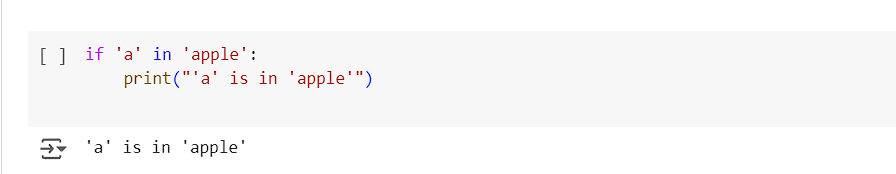 [ ] if 'a' in 'apple':
print("'a' is in 'apple'")
'a' is in 'apple'